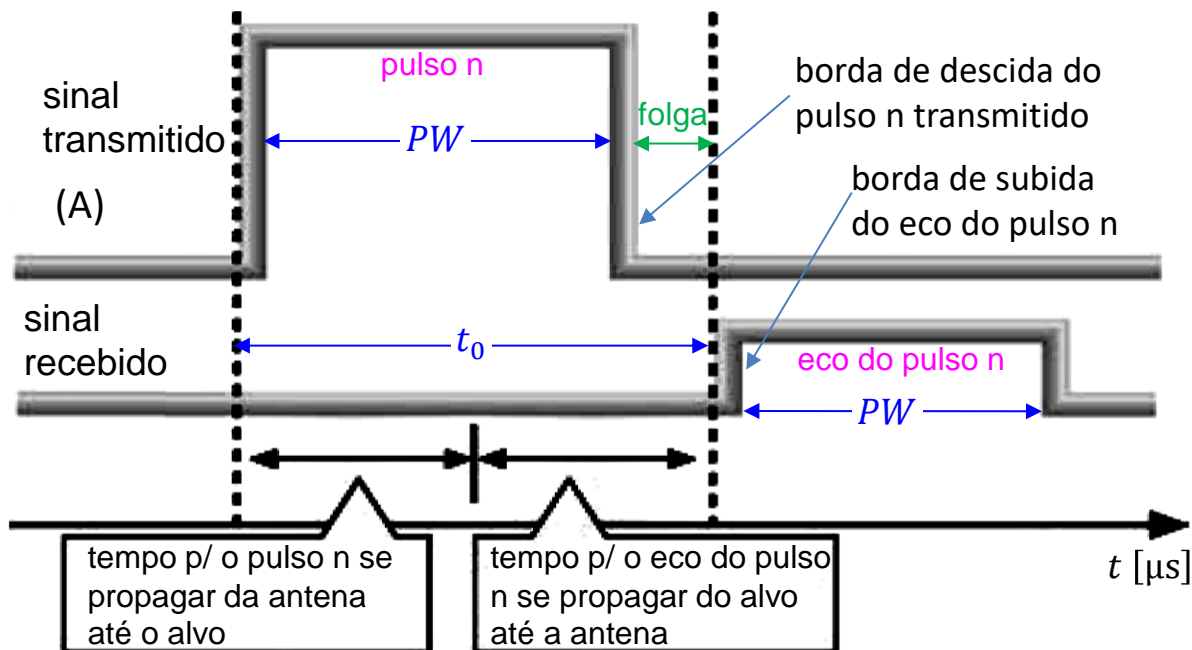 pulso n
sinal
transmitido
PW
folga
borda de descida do
pulso n transmitido
(A)
borda de subida
do eco do pulso n
sinal
recebido
t₀
eco do pulso n
PW
tempo p/ o pulso n se
propagar da antena
até o alvo
tempo p/ o eco do pulso
n se propagar do alvo
até a antena
t [μs]